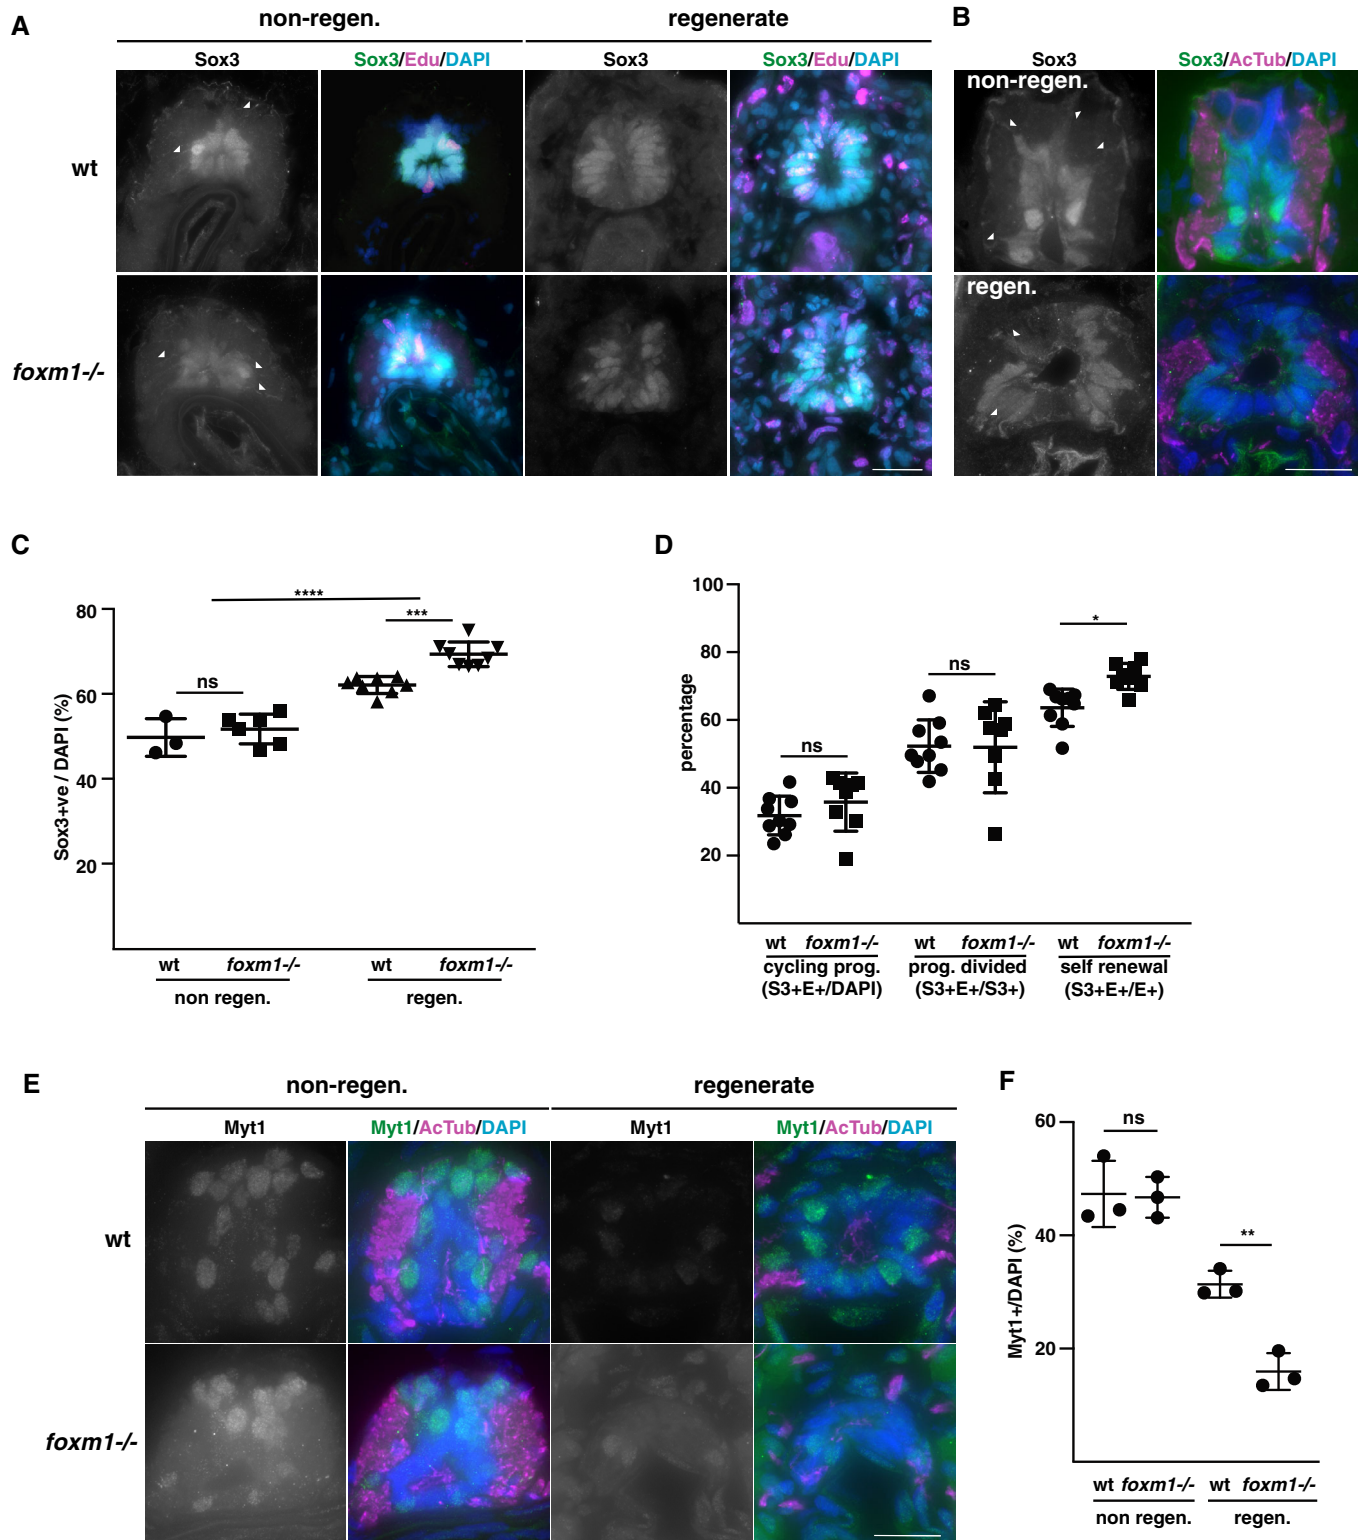 A
non-regen.
regenerate
Sox3
Sox3/Edu/DAPI
Sox3
Sox3/Edu/DAPI
wt
foxm1-/-
B
Sox3
Sox3/AcTub/DAPI
non-regen.
regen.
C
Sox3+ve / DAPI (%)
80
60
40
20
ns
****
***
wt
foxm1-/-
wt
foxm1-/-
non regen.
regen.
D
percentage
100
80
60
40
20
ns
ns
*
wt
foxm1-/-
wt
foxm1-/-
wt
foxm1-/-
cycling prog.
(S3+E+/DAPI)
prog. divided
(S3+E+/S3+)
self renewal
(S3+E+/E+)
E
non-regen.
regenerate
Myt1
Myt1/AcTub/DAPI
Myt1
Myt1/AcTub/DAPI
wt
foxm1-/-
F
Myt1+/DAPI (%)
60
40
20
ns
**
wt foxm1-/-
wt foxm1-/-
non regen.
regen.